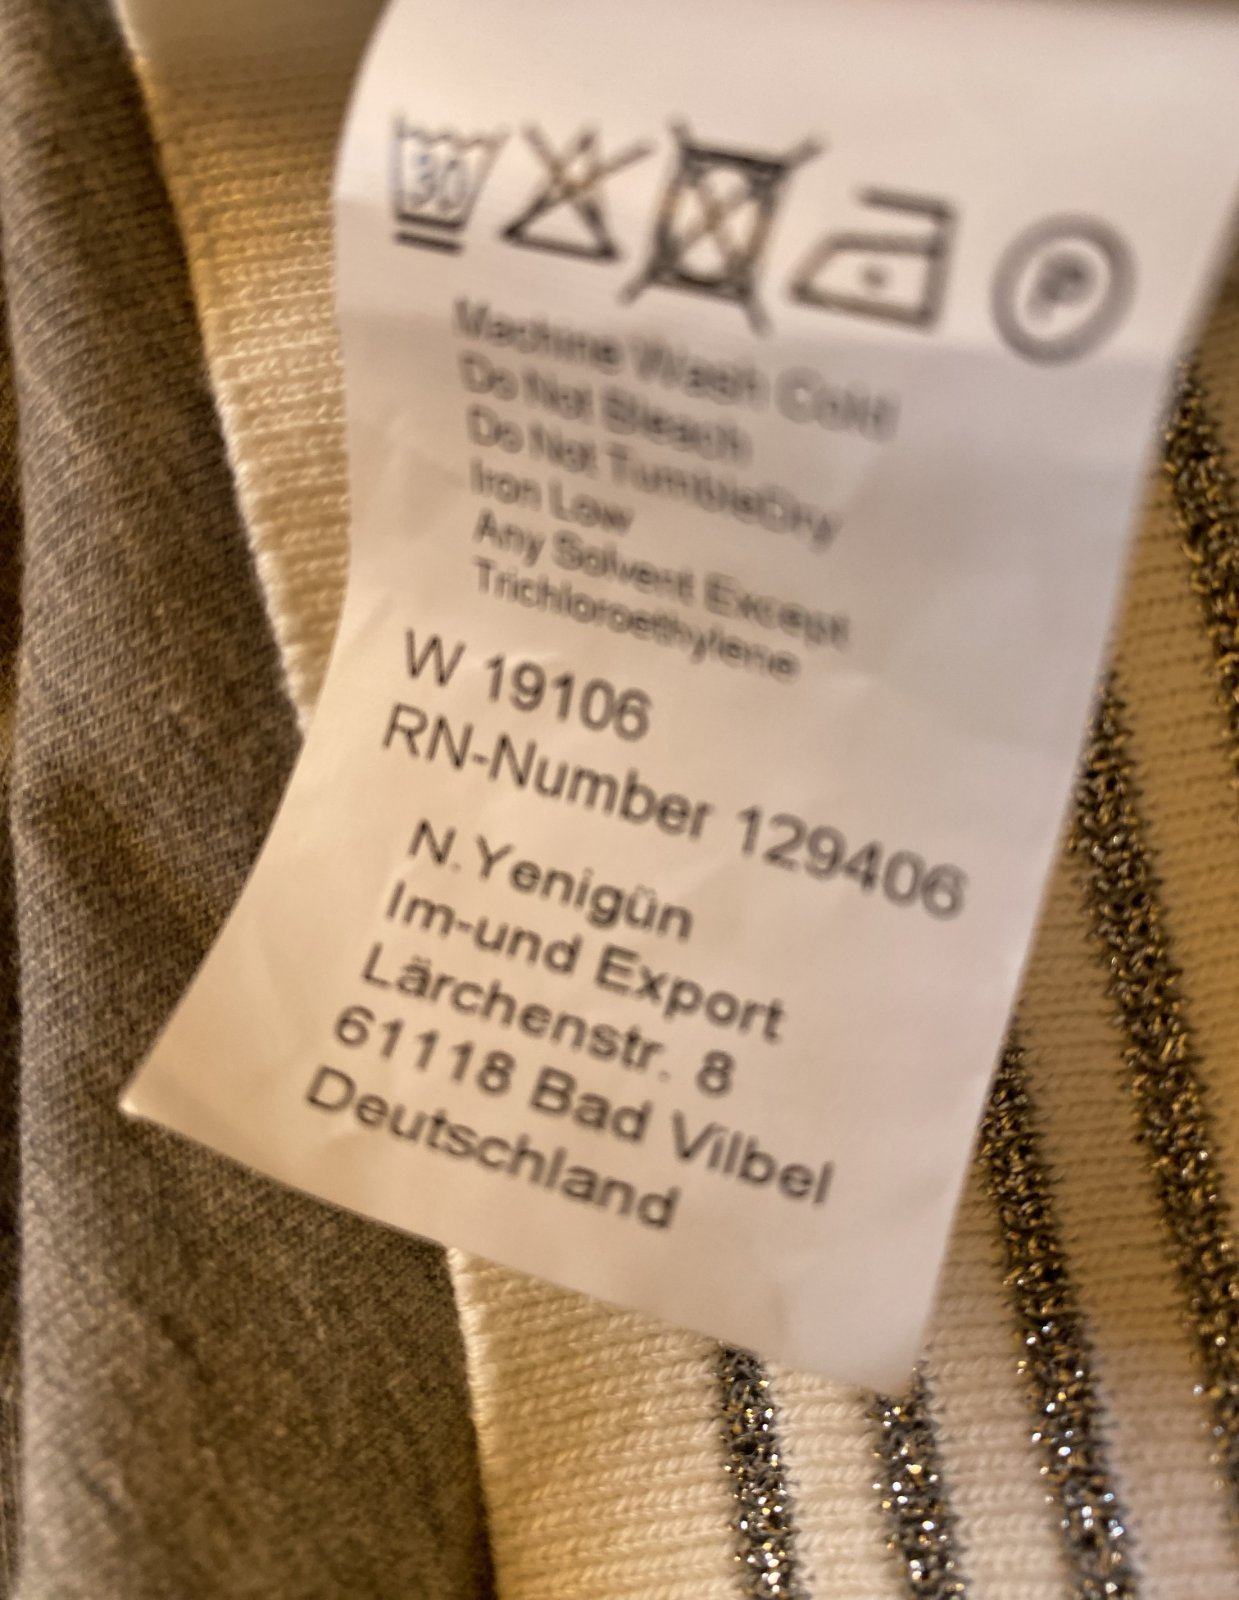 30
P
Machine Wash Cold
Do Not Bleach
Do Not TumbleDry
Iron Low
Any Solvent Except
Trichloroethylene
W 19106
RN-Number 129406
N.Yenigün
Im-und Export
Lärchenstr. 8
61118 Bad Vilbel
Deutschland